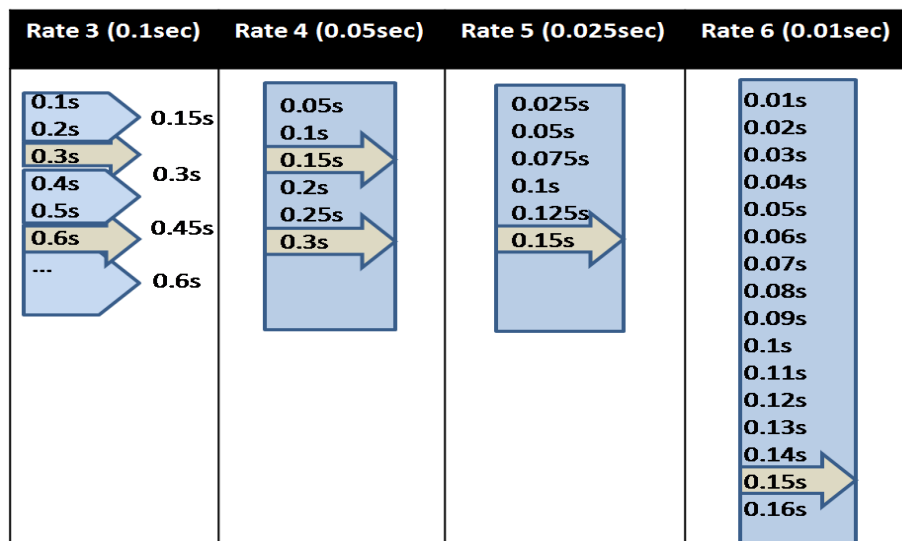 Rate 3 (0.1sec)
0.1s
0.2s
0.3s
0.4s
0.5s
0.6s
...
0.15s
0.3s
0.45s
0.6s
Rate 4 (0.05sec)
0.05s
0.1s
0.15s
0.2s
0.25s
0.3s
Rate 5 (0.025sec)
0.025s
0.05s
0.075s
0.1s
0.125s
0.15s
Rate 6 (0.01sec)
0.01s
0.02s
0.03s
0.04s
0.05s
0.06s
0.07s
0.08s
0.09s
0.1s
0.11s
0.12s
0.13s
0.14s
0.15s
0.16s